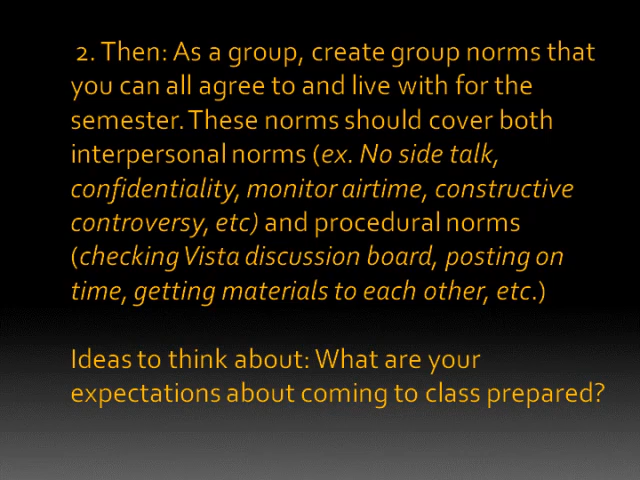 2. Then: As a group, create group norms that
you can all agree to and live with for the
semester. These norms should cover both
interpersonal norms (ex. No side talk,
confidentiality, monitor airtime, constructive
controversy, etc) and procedural norms
(checking Vista discussion board, posting on
time, getting materials to each other, etc.)
Ideas to think about: What are your
expectations about coming to class prepared?